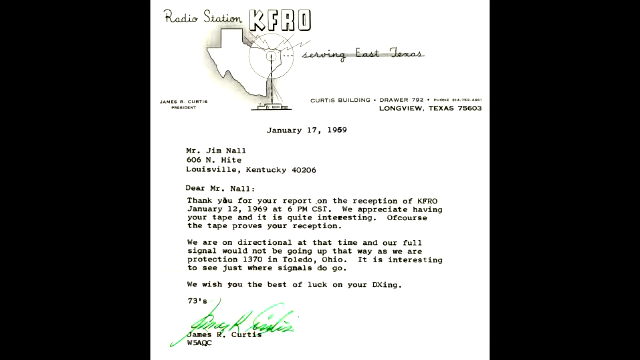 Radio Station KFRO
serving East Texas
JAMES R. CURTIS
PRESIDENT
CURTIS BUILDING • DRAWER 792 •
LONGVIEW, TEXAS 75603
January 17, 1969
Mr. Jim Nall
606 N. Hite
Louisville, Kentucky 40206
Dear Mr. Nall:
Thank you for your report on the reception of KFRO
January 12, 1969 at 6 PM CST. We appreciate having
your tape and it is quite interesting. Ofcourse
the tape proves your reception.
We are on directional at that time and our full
signal would not be going up that way as we are
protection 1370 in Toledo, Ohio. It is interesting
to see just where signals do go.
We wish you the best of luck on your DXing.
73's
James R. Curtis
James R. Curtis
W5AQC